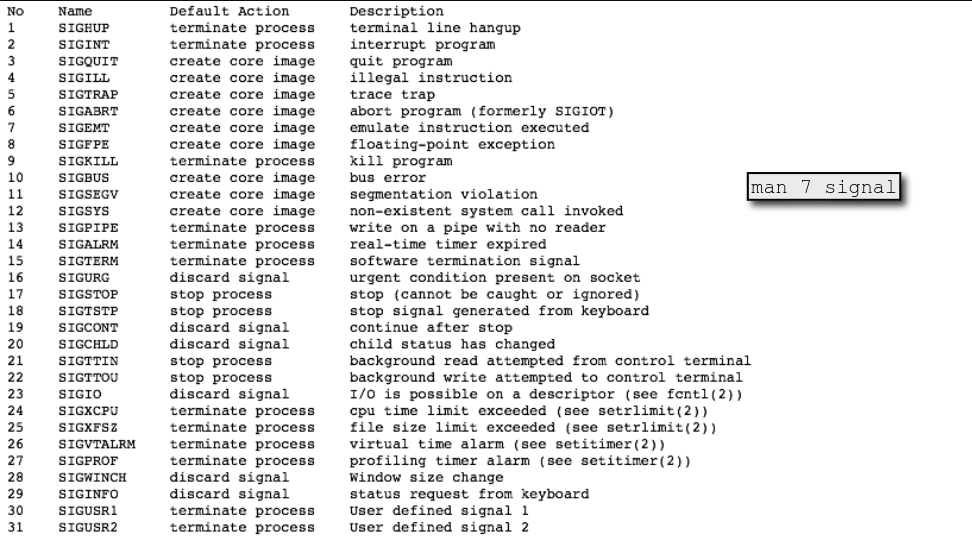 No Name Default Action Description
1 SIGHUP terminate process terminal line hangup
2 SIGINT terminate process interrupt program
3 SIGQUIT create core image quit program
4 SIGILL create core image illegal instruction
5 SIGTRAP create core image trace trap
6 SIGABRT create core image abort program (formerly SIGIOT)
7 SIGEMT create core image emulate instruction executed
8 SIGFPE create core image floating-point exception
9 SIGKILL terminate process kill program
10 SIGBUS create core image bus error
11 SIGSEGV create core image segmentation violation
12 SIGSYS create core image non-existent system call invoked
13 SIGPIPE terminate process write on a pipe with no reader
14 SIGALRM terminate process real-time timer expired
15 SIGTERM terminate process software termination signal
16 SIGURG discard signal urgent condition present on socket
17 SIGSTOP stop process stop (cannot be caught or ignored)
18 SIGTSTP stop process stop signal generated from keyboard
19 SIGCONT discard signal continue after stop
20 SIGCHLD discard signal child status has changed
21 SIGTTIN stop process background read attempted from control terminal
22 SIGTTOU stop process background write attempted to control terminal
23 SIGIO discard signal I/O is possible on a descriptor (see fcntl(2))
24 SIGXCPU terminate process cpu time limit exceeded (see setrlimit(2))
25 SIGXFSZ terminate process file size limit exceeded (see setrlimit(2))
26 SIGVTALRM terminate process virtual time alarm (see setitimer(2))
27 SIGPROF terminate process profiling timer alarm (see setitimer(2))
28 SIGWINCH discard signal Window size change
29 SIGINFO discard signal status request from keyboard
30 SIGUSR1 terminate process User defined signal 1
31 SIGUSR2 terminate process User defined signal 2
man 7 signal